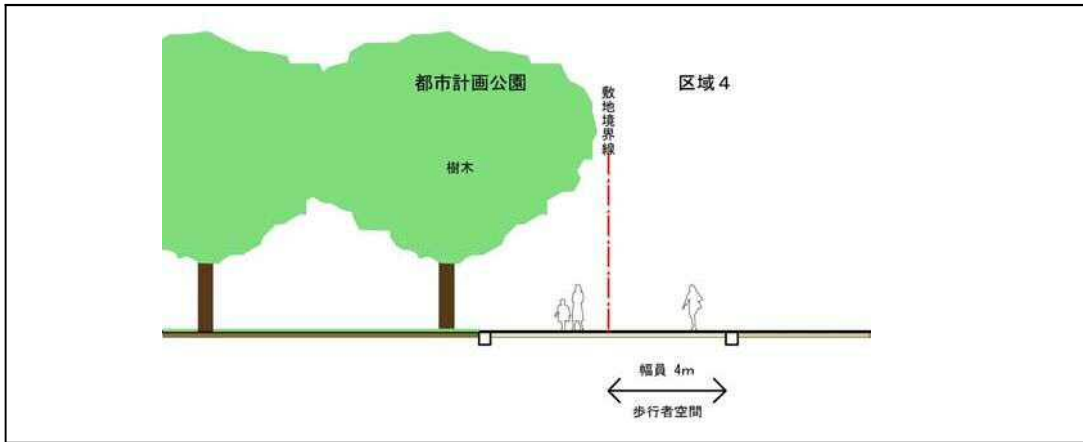 都市計画公園
区域4
敷地境界線
樹木
幅員 4m
歩行者空間